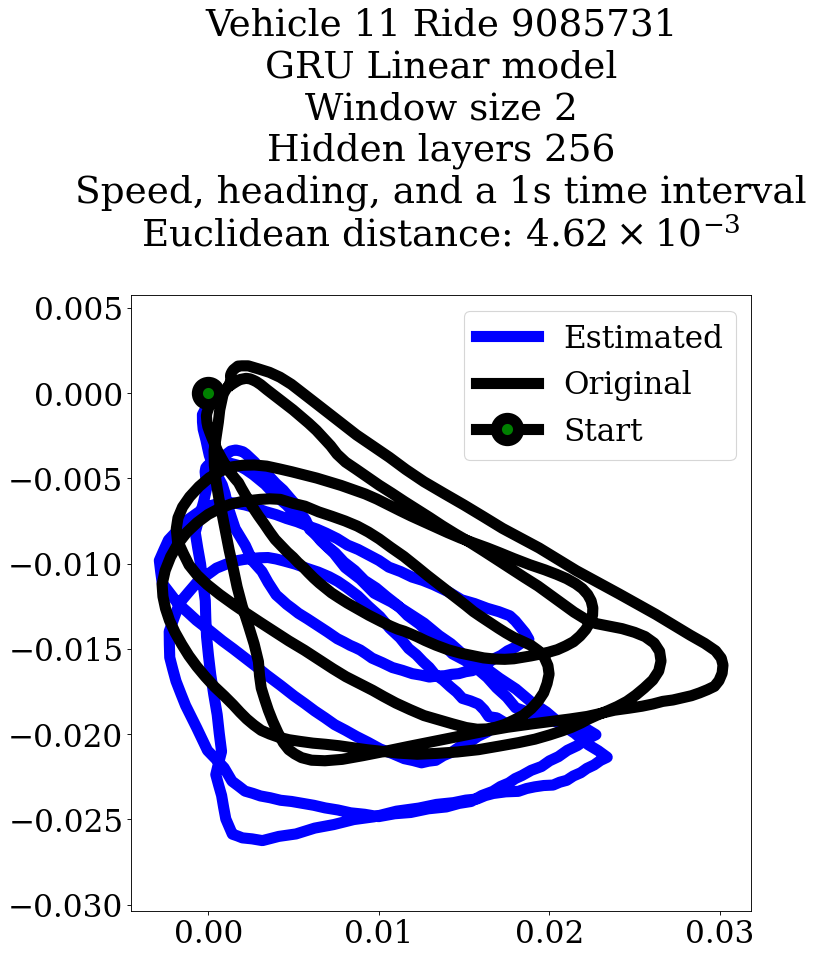 Vehicle 11 Ride 9085731
GRU Linear model
Window size 2
Hidden layers 256
Speed, heading, and a 1s time interval
Euclidean distance: 4.62 × 10⁻³
0.005
0.000
−0.005
−0.010
−0.015
−0.020
−0.025
−0.030
Estimated
Original
Start
0.00 0.01 0.02 0.03